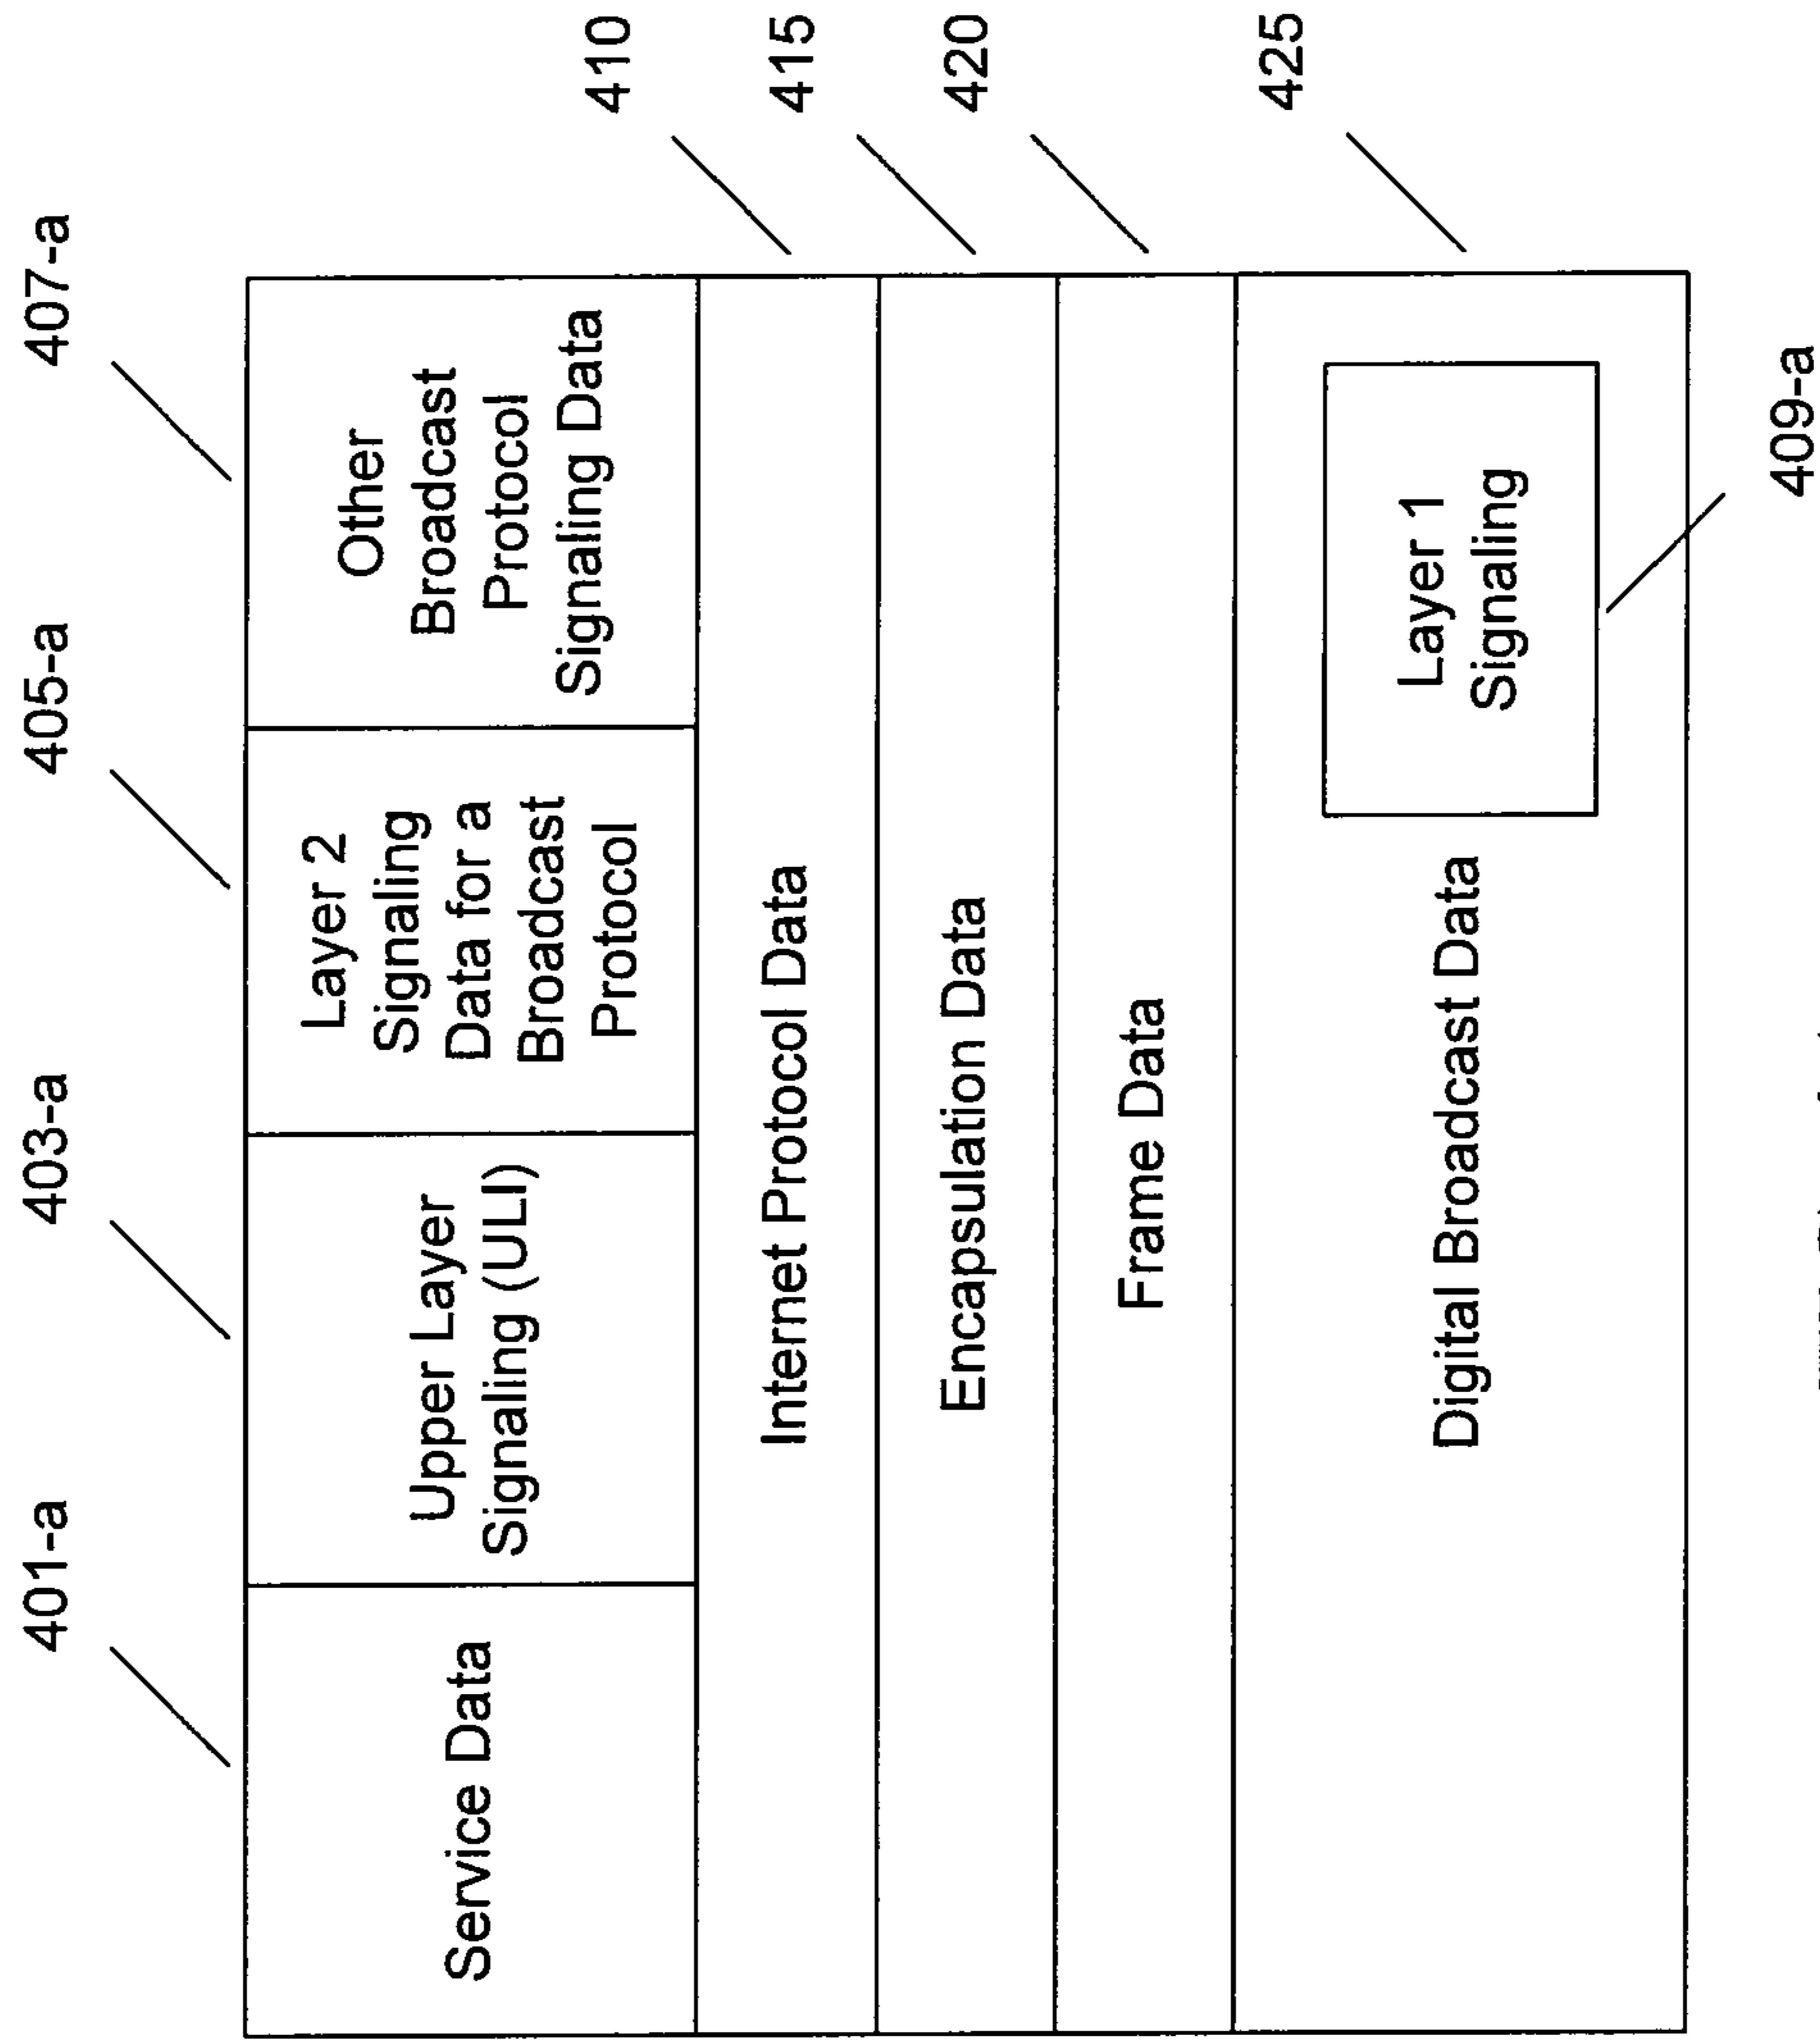 401-a
403-a
405-a
407-a
Service Data
Upper Layer
Signaling (ULI)
Layer 2
Signaling
Data for a
Broadcast
Protocol
Other
Broadcast
Protocol
Signaling Data
410
Internet Protocol Data
415
Encapsulation Data
420
Frame Data
425
Digital Broadcast Data
Layer 1
Signaling
409-a